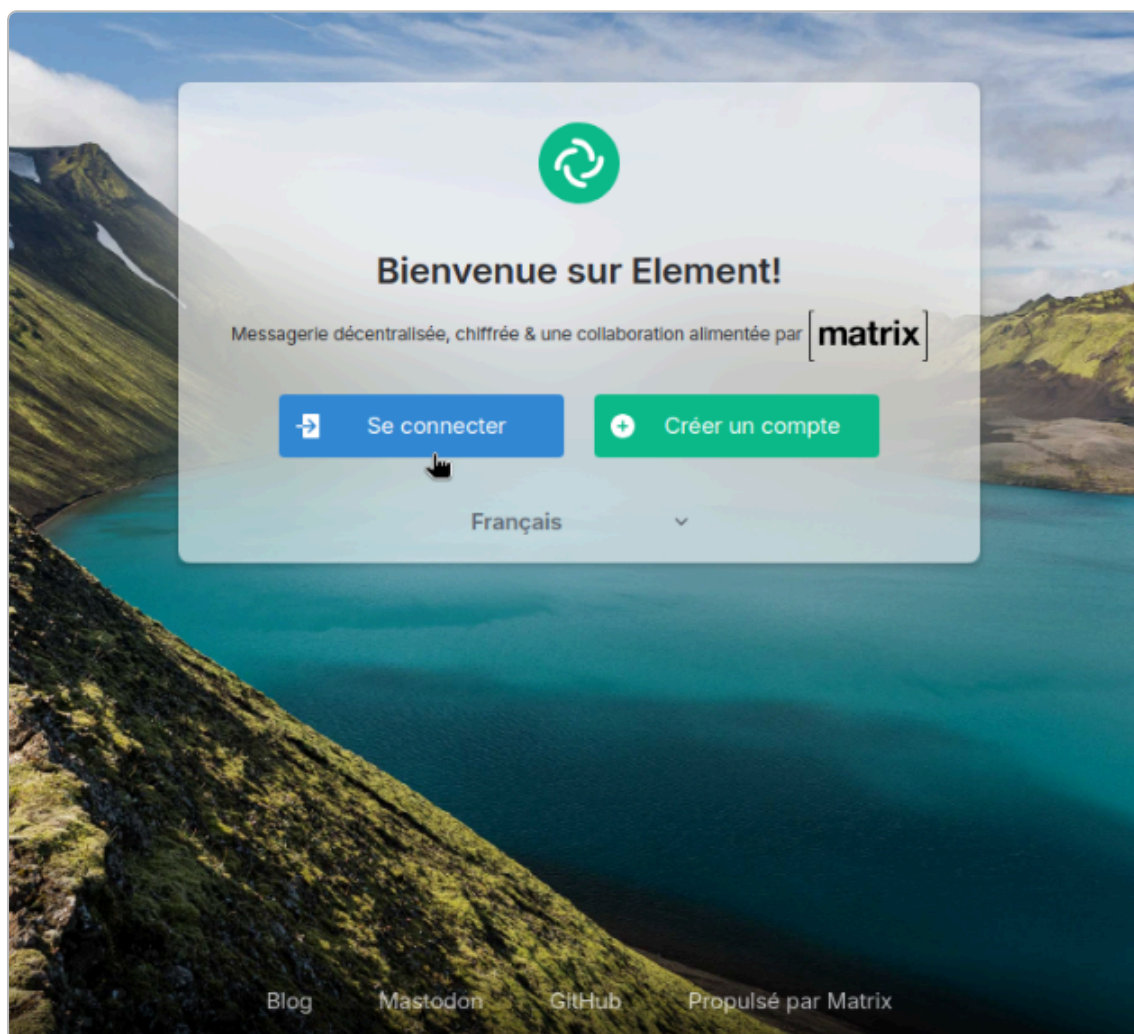 Bienvenue sur Element!
Messagerie décentralisée, chiffrée & une collaboration alimentée par [matrix]
Se connecter
Créer un compte
Français
Blog Mastodon GitHub Propulsé par Matrix